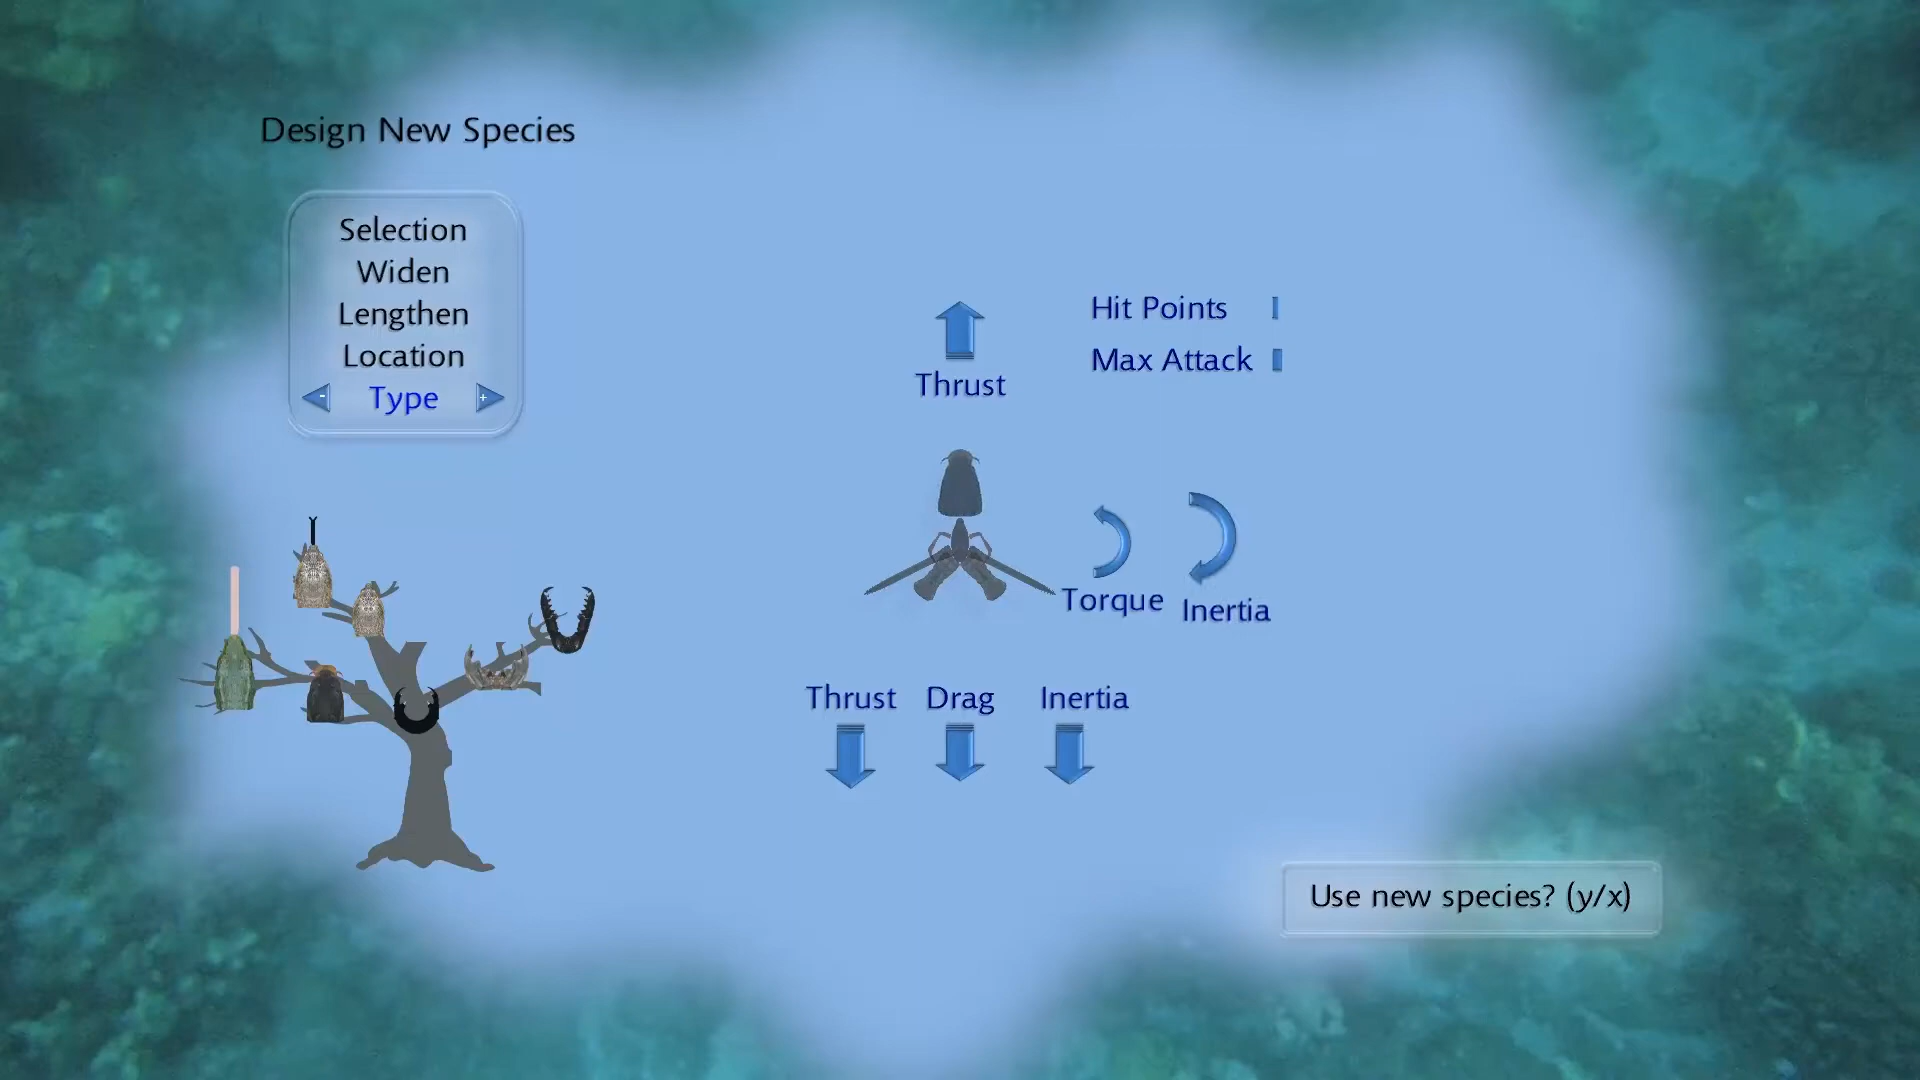 Design New Species
Selection
Widen
Lengthen
Location
- Type +
Hit Points
Max Attack
Thrust
Torque
Inertia
Thrust Drag Inertia
Use new species? (y/x)